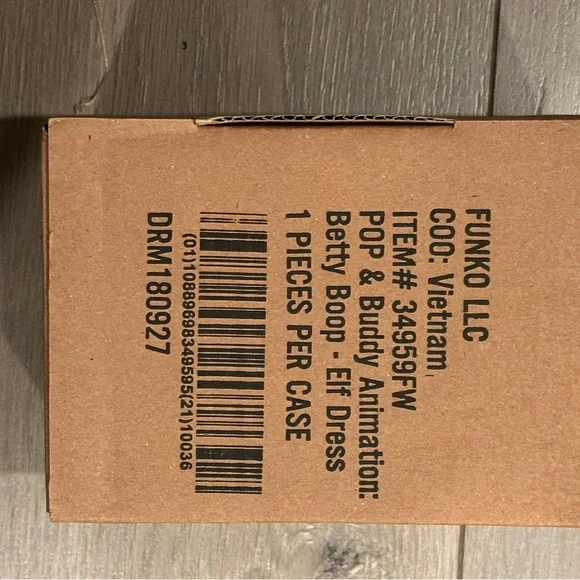 FUNKO LLC
COO: Vietnam
ITEM# 34959FW
POP & Buddy Animation:
Betty Boop - Elf Dress
1 PIECES PER CASE
(01)10889698349595(21)10036
DRM180927